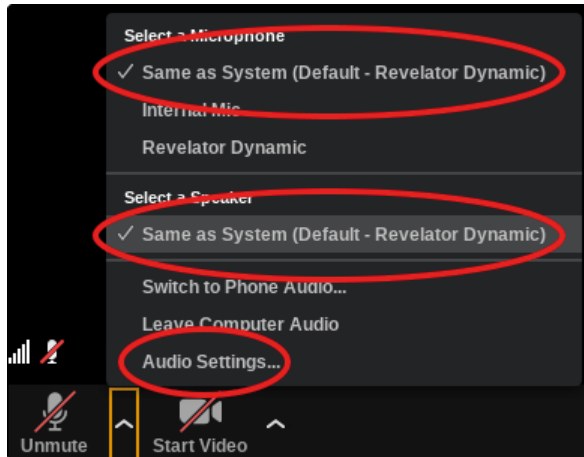 Select a Microphone
✓ Same as System (Default - Revelator Dynamic)
Internal Mic
Revelator Dynamic
Select a Speaker
✓ Same as System (Default - Revelator Dynamic)
Switch to Phone Audio...
Leave Computer Audio
Audio Settings...
Unmute
Start Video